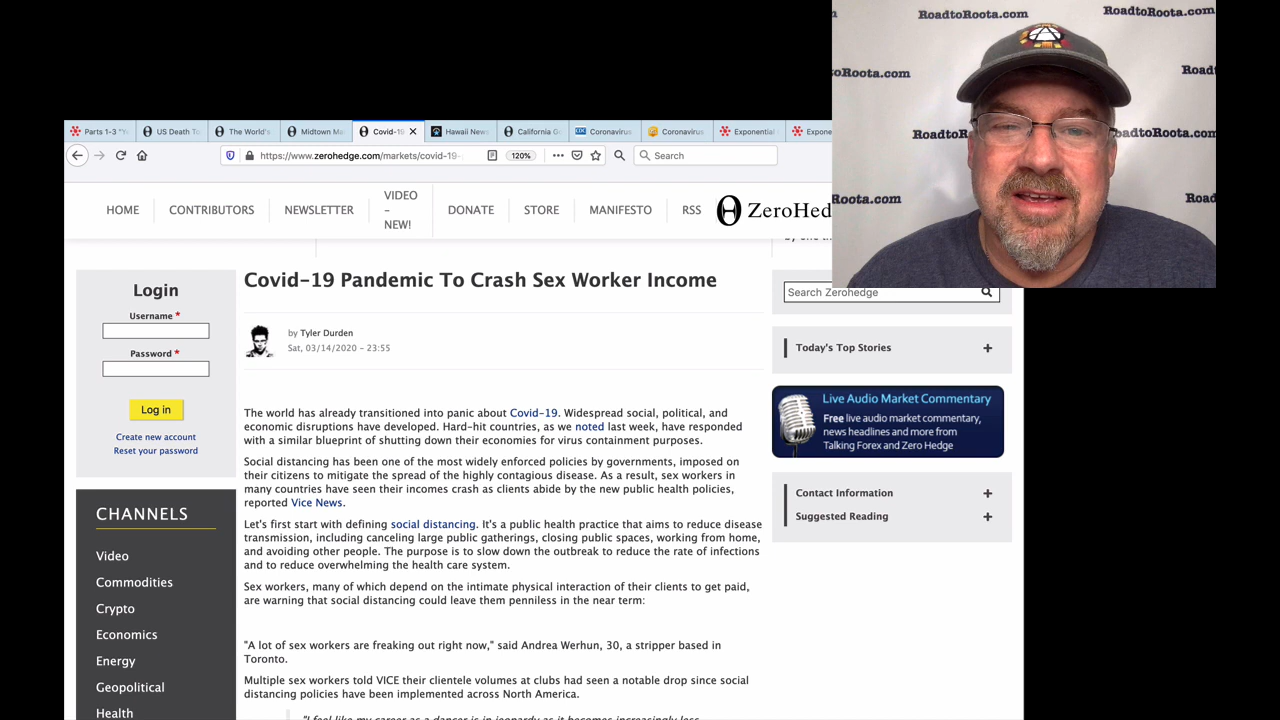 RoadtoRoota.com
RoadtoRoota.com
toRoota.com
Roadt
RoadtoRo
oRoota.com
Roota.com
Road
Parts 1-3 "Y
US Death To
The World's
Midtown Ma
Covid-19
Hawaii News
California Go
Coronavirus
Coronavirus
Exponential
Expone
https://www.zerohedge.com/markets/covid-19-
120%
Search
HOME
CONTRIBUTORS
NEWSLETTER
VIDEO
-
NEW!
DONATE
STORE
MANIFESTO
RSS
ZeroHed
Login
Username *
Password *
Log in
Create new account
Reset your password
CHANNELS
Video
Commodities
Crypto
Economics
Energy
Geopolitical
Health
Covid-19 Pandemic To Crash Sex Worker Income
by Tyler Durden
Sat, 03/14/2020 - 23:55
The world has already transitioned into panic about Covid-19. Widespread social, political, and
economic disruptions have developed. Hard-hit countries, as we noted last week, have responded
with a similar blueprint of shutting down their economies for virus containment purposes.
Social distancing has been one of the most widely enforced policies by governments, imposed on
their citizens to mitigate the spread of the highly contagious disease. As a result, sex workers in
many countries have seen their incomes crash as clients abide by the new public health policies,
reported Vice News.
Let's first start with defining social distancing. It's a public health practice that aims to reduce disease
transmission, including canceling large public gatherings, closing public spaces, working from home,
and avoiding other people. The purpose is to slow down the outbreak to reduce the rate of infections
and to reduce overwhelming the health care system.
Sex workers, many of which depend on the intimate physical interaction of their clients to get paid,
are warning that social distancing could leave them penniless in the near term:
"A lot of sex workers are freaking out right now," said Andrea Werhun, 30, a stripper based in
Toronto.
Multiple sex workers told VICE their clientele volumes at clubs had seen a notable drop since social
distancing policies have been implemented across North America.
"I feel like my career as a dancer is in jeopardy as it becomes increasingly less
Search Zerohedge
Today's Top Stories
Live Audio Market Commentary
Free live audio market commentary,
news headlines and more from
Talking Forex and Zero Hedge
Contact Information
Suggested Reading